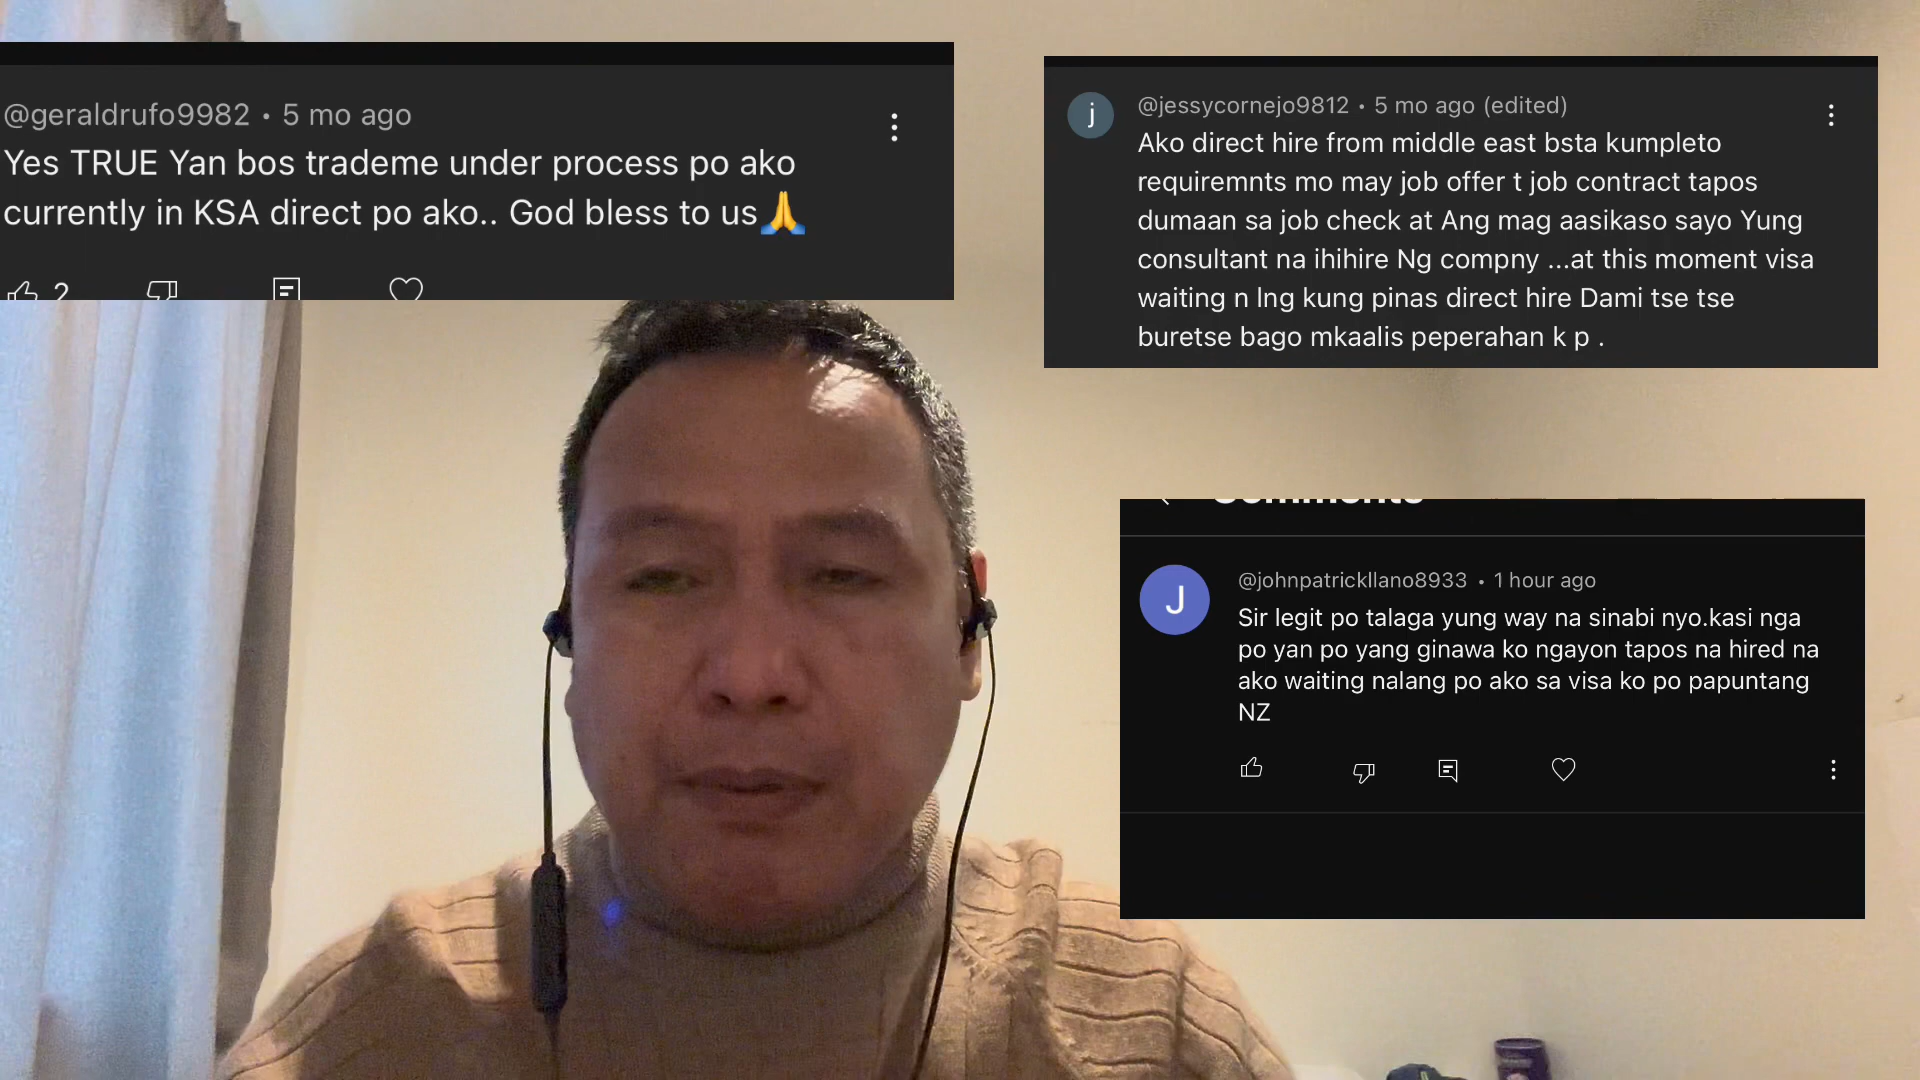 @geraldrufo9982 • 5 mo ago
Yes TRUE Yan bos trademe under process po ako
currently in KSA direct po ako.. God bless to us🙏
2
j
@jessycornejo9812 • 5 mo ago (edited)
Ako direct hire from middle east bsta kumpleto
requiremnts mo may job offer t job contract tapos
dumaan sa job check at Ang mag aasikaso sayo Yung
consultant na ihihire Ng compny ...at this moment visa
waiting n lng kung pinas direct hire Dami tse tse
buretse bago mkaalis peperahan k p .
Comments
J
@johnpatrickllano8933 • 1 hour ago
Sir legit po talaga yung way na sinabi nyo.kasi nga
po yan po yang ginawa ko ngayon tapos na hired na
ako waiting nalang po ako sa visa ko po papuntang
NZ